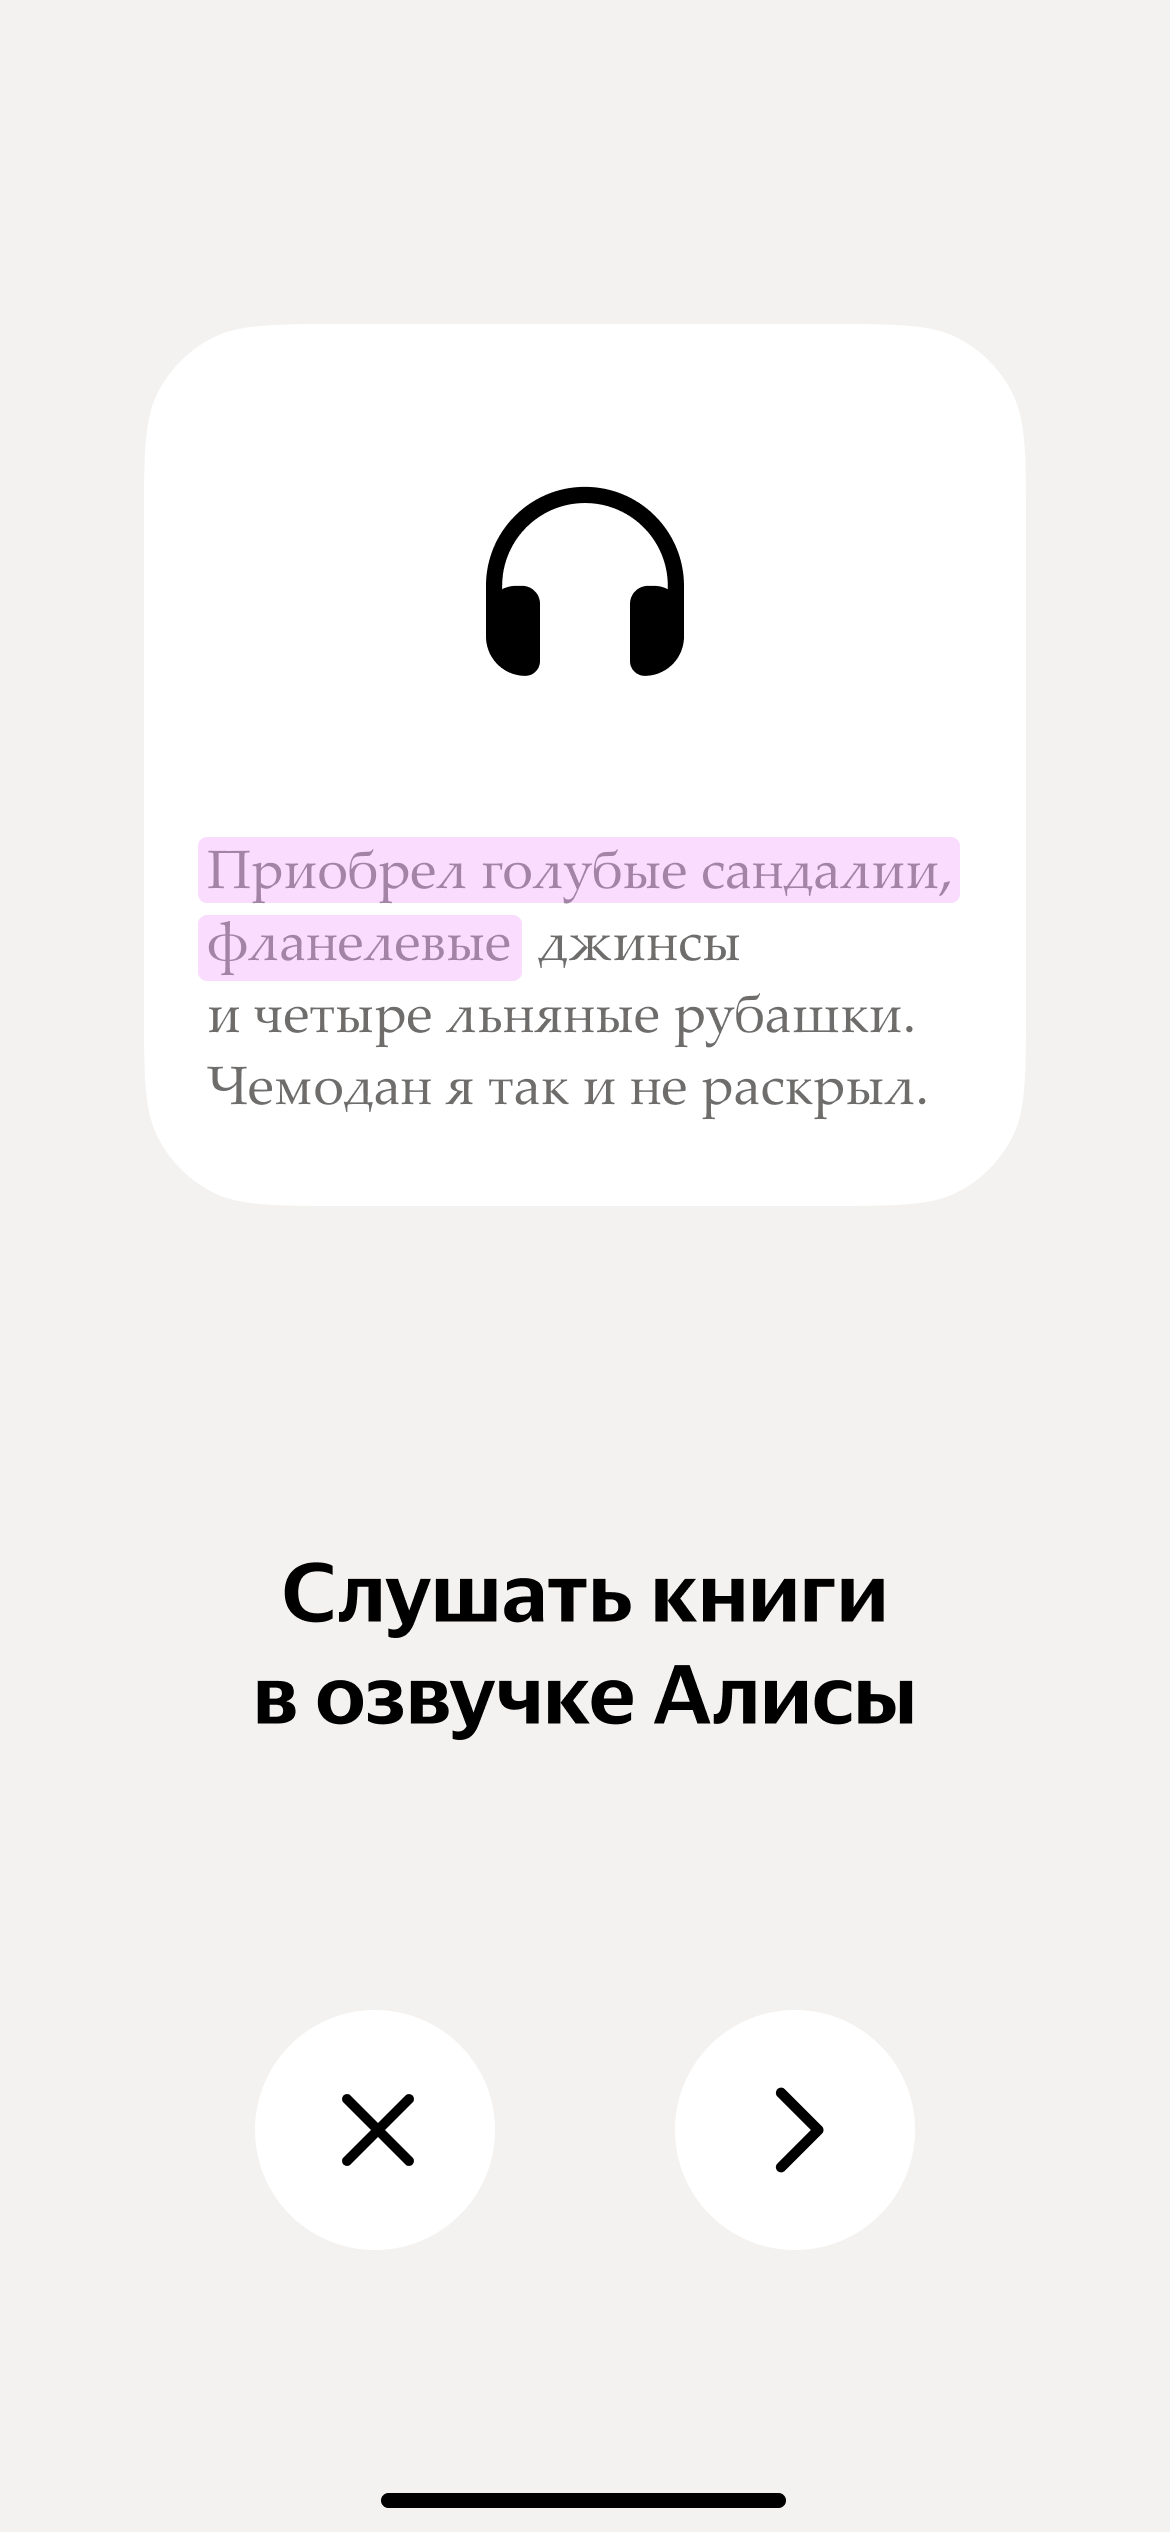 Приобрел голубые сандалии,
фланелевые джинсы
и четыре льняные рубашки.
Чемодан я так и не раскрыл.
Слушать книги
в озвучке Алисы